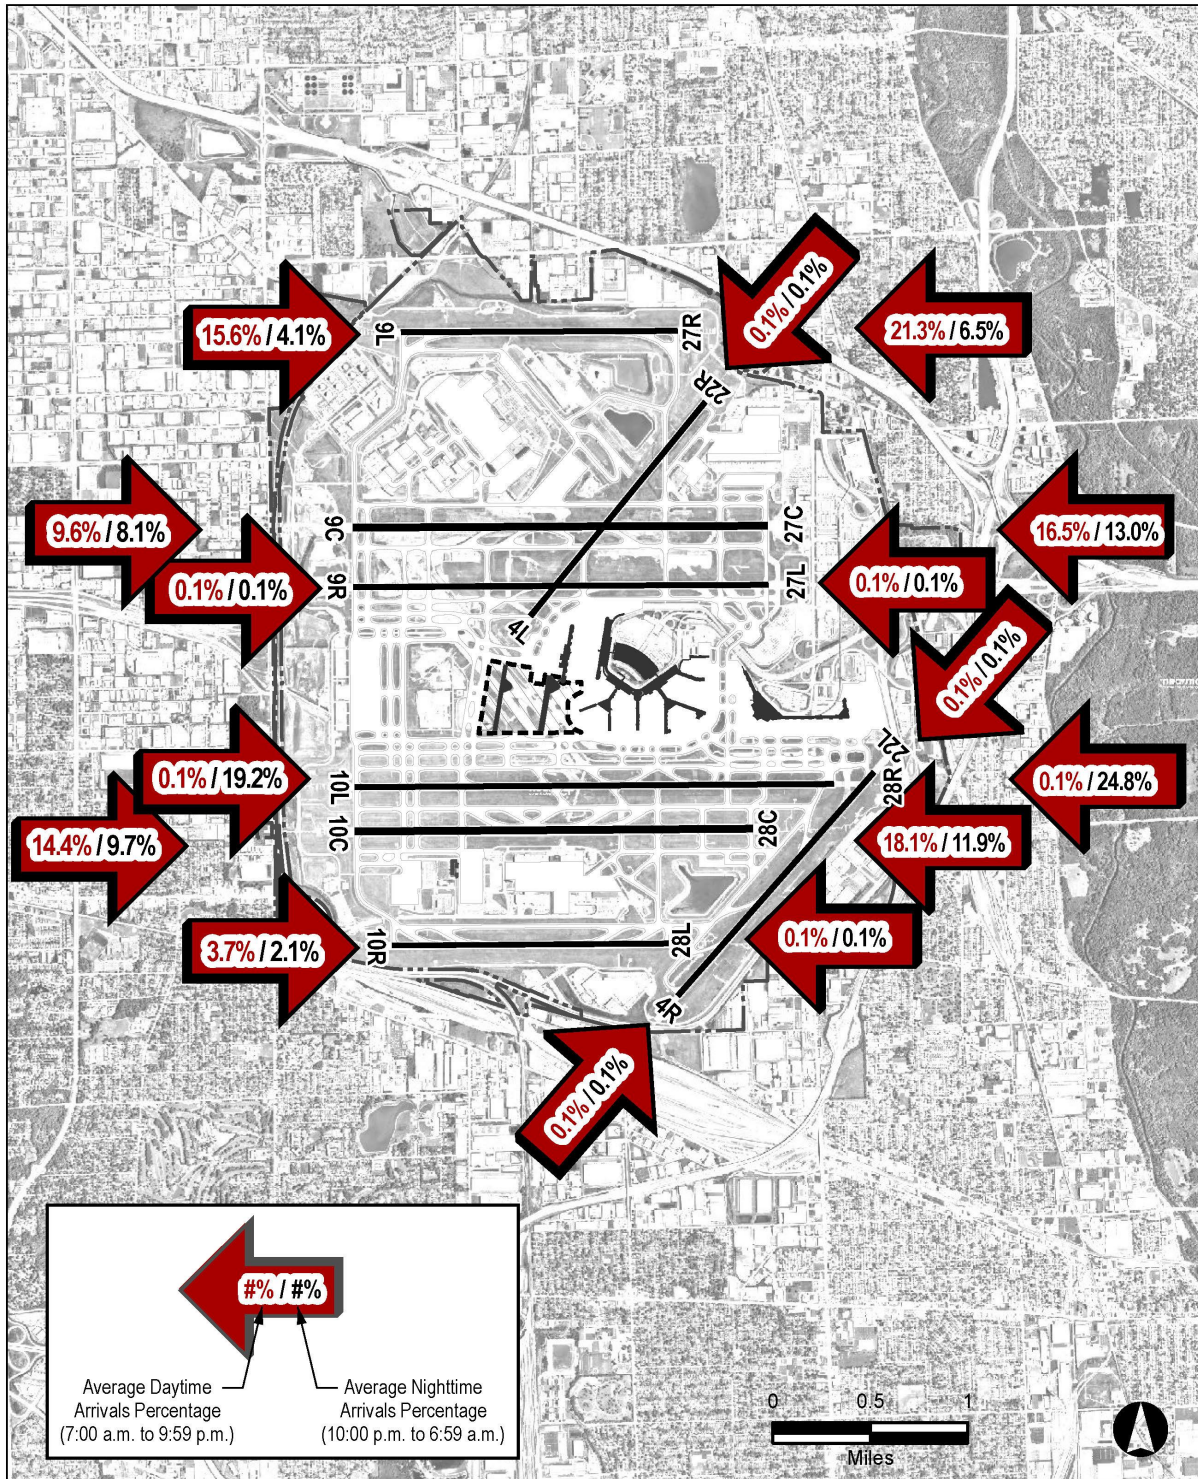 0.1% / 0.1%
15.6% / 4.1%
9L
27R
21.3% / 6.5%
22R
9.6% / 8.1%
9C
27C
16.5% / 13.0%
0.1% / 0.1%
9R
27L
0.1% / 0.1%
4L
0.1% / 0.1%
22L
0.1% / 19.2%
10L
28R
0.1% / 24.8%
14.4% / 9.7%
10C
28C
18.1% / 11.9%
3.7% / 2.1%
10R
28L
0.1% / 0.1%
4R
0.1% / 0.1%
#% / #%
Average Daytime
Arrivals Percentage
(7:00 a.m. to 9:59 p.m.)
Average Nighttime
Arrivals Percentage
(10:00 p.m. to 6:59 a.m.)
0 0.5 1
Miles